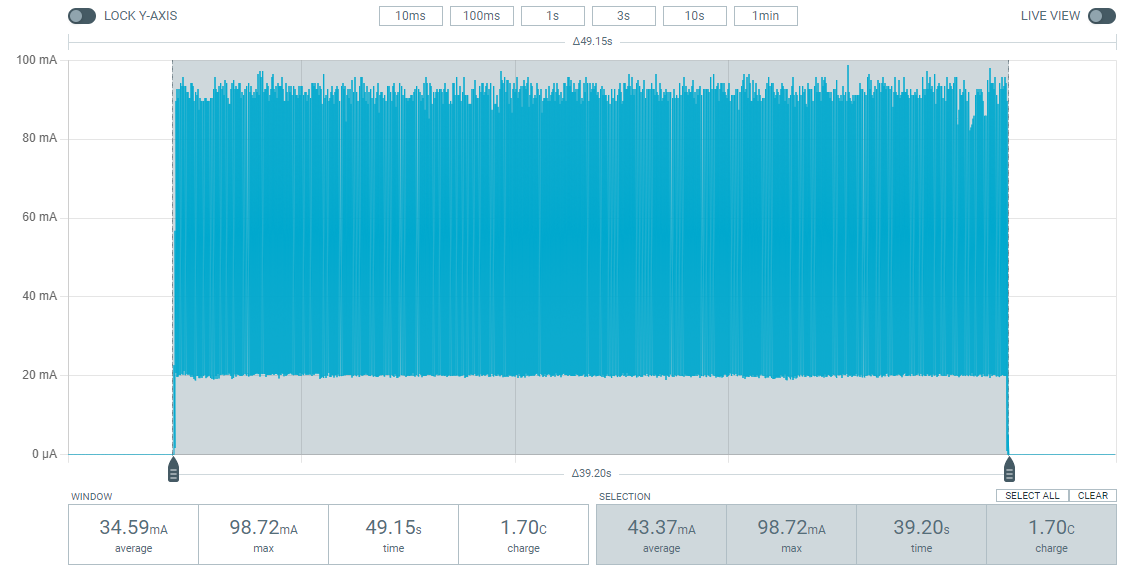 LOCK Y-AXIS 10ms 100ms 1s 3s 10s 1min LIVE VIEW
Δ49.15s
100 mA
80 mA
60 mA
40 mA
20 mA
0 µA
Δ39.20s
WINDOW SELECTION SELECT ALL CLEAR
34.59mA 98.72mA 49.15s 1.70C 43.37mA 98.72mA 39.20s 1.70C
average max time charge average max time charge